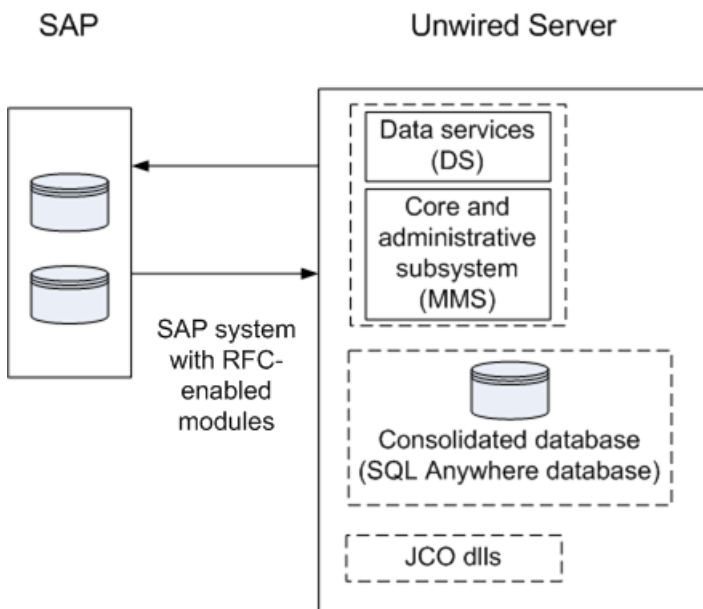 SAP
Unwired Server
Data services
(DS)
Core and
administrative
subsystem
(MMS)
SAP system
with RFC-
enabled
modules
Consolidated database
(SQL Anywhere database)
JCO dlls